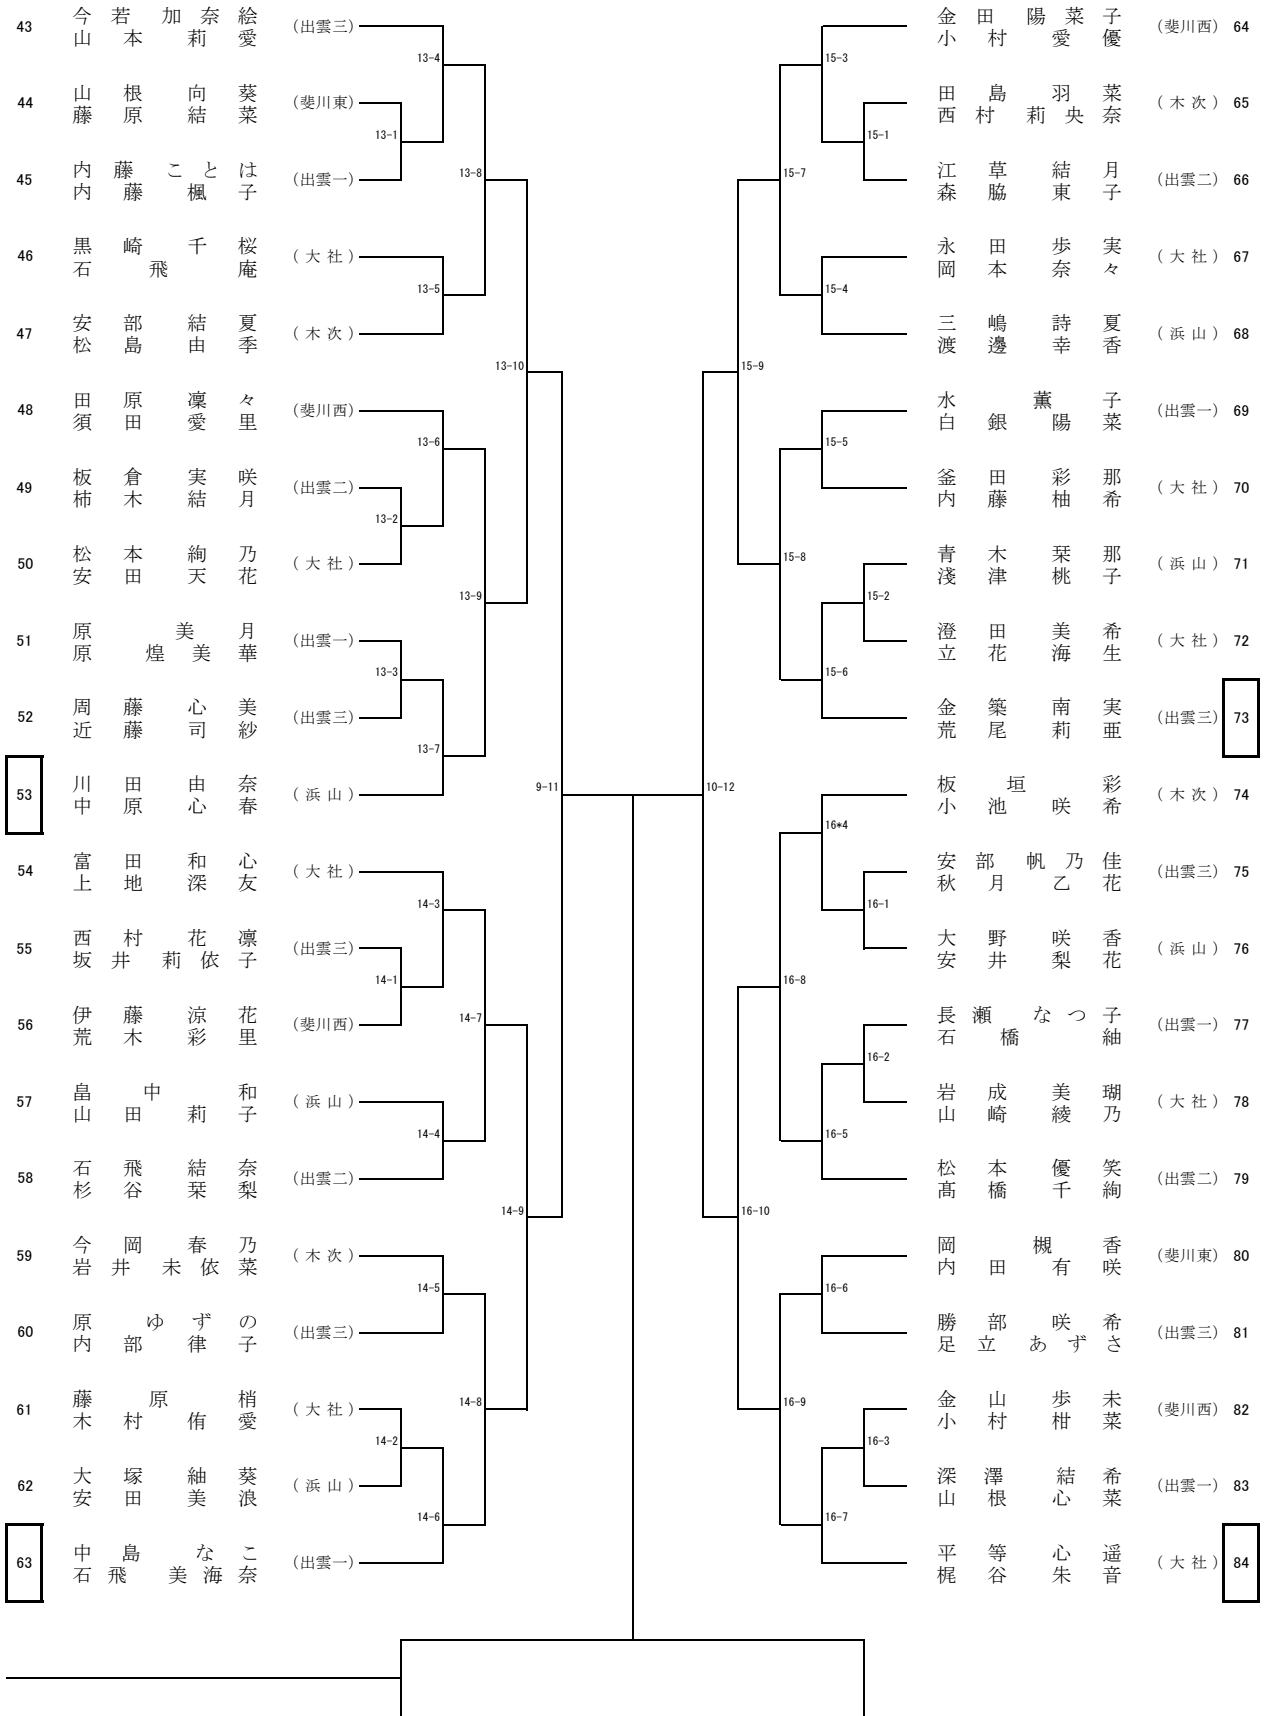 43 今若加奈絵 (出雲三)
山本莉愛
13-4
44 山根向葵 (斐川東)
藤原結菜
13-1
45 内藤ことは (出雲一)
内藤楓子
13-8
46 黒崎千桜 (大社)
石飛庵
13-5
47 安部結夏 (木次)
松島由季
13-10
48 田原凜々 (斐川西)
須田愛里
13-6
49 板倉実咲 (出雲二)
柿木結月
13-2
50 松本絢乃 (大社)
安田天花
13-9
51 原美月 (出雲一)
原煌美華
13-3
52 周藤心美 (出雲三)
近藤司紗
13-7
53 川田由奈 (浜山)
中原心春
9-11
54 富田和心 (大社)
上地深友
14-3
55 西村花凛 (出雲三)
坂井莉依子
14-1
56 伊藤涼花 (斐川西)
荒木彩里
14-7
57 畠中和 (浜山)
山田莉子
14-4
58 石飛結奈 (出雲二)
杉谷栞梨
14-9
59 今岡春乃 (木次)
岩井未依菜
14-5
60 原ゆずの (出雲三)
内部律子
14-8
61 藤原梢 (大社)
木村侑愛
14-2
62 大塚紬葵 (浜山)
安田美浪
14-6
63 中島なこ (出雲一)
石飛美海奈
金田陽菜子 (斐川西) 64
小村愛優
15-3
田島羽菜 (木次) 65
西村莉央奈
15-1
江草結月 (出雲二) 66
森脇東子
15-7
永田歩実 (大社) 67
岡本奈々
15-4
三嶋詩夏 (浜山) 68
渡邊幸香
15-9
水薫子 (出雲一) 69
白銀陽菜
15-5
釜田彩那 (大社) 70
内藤柚希
15-8
青木栞那 (浜山) 71
淺津桃子
15-2
澄田美希 (大社) 72
立花海生
15-6
金築南実 (出雲三) 73
荒尾莉亜
10-12
板垣彩 (木次) 74
小池咲希
16*4
安部帆乃佳 (出雲三) 75
秋月乙花
16-1
大野咲香 (浜山) 76
安井梨花
16-8
長瀬なつ子 (出雲一) 77
石橋紬
16-2
岩成美瑚 (大社) 78
山崎綾乃
16-5
松本優笑 (出雲二) 79
髙橋千絢
16-10
岡槻香 (斐川東) 80
内田有咲
16-6
勝部咲希 (出雲三) 81
足立あずさ
16-9
金山歩未 (斐川西) 82
小村柑菜
16-3
深澤結希 (出雲一) 83
山根心菜
16-7
平等心遥 (大社) 84
梶谷朱音